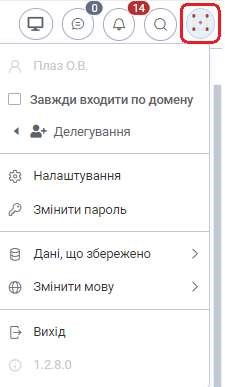 0
14
Плаз О.В.
Завжди входити по домену
Делегування
Налаштування
Змінити пароль
Дані, що збережено
Змінити мову
Вихід
1.2.8.0